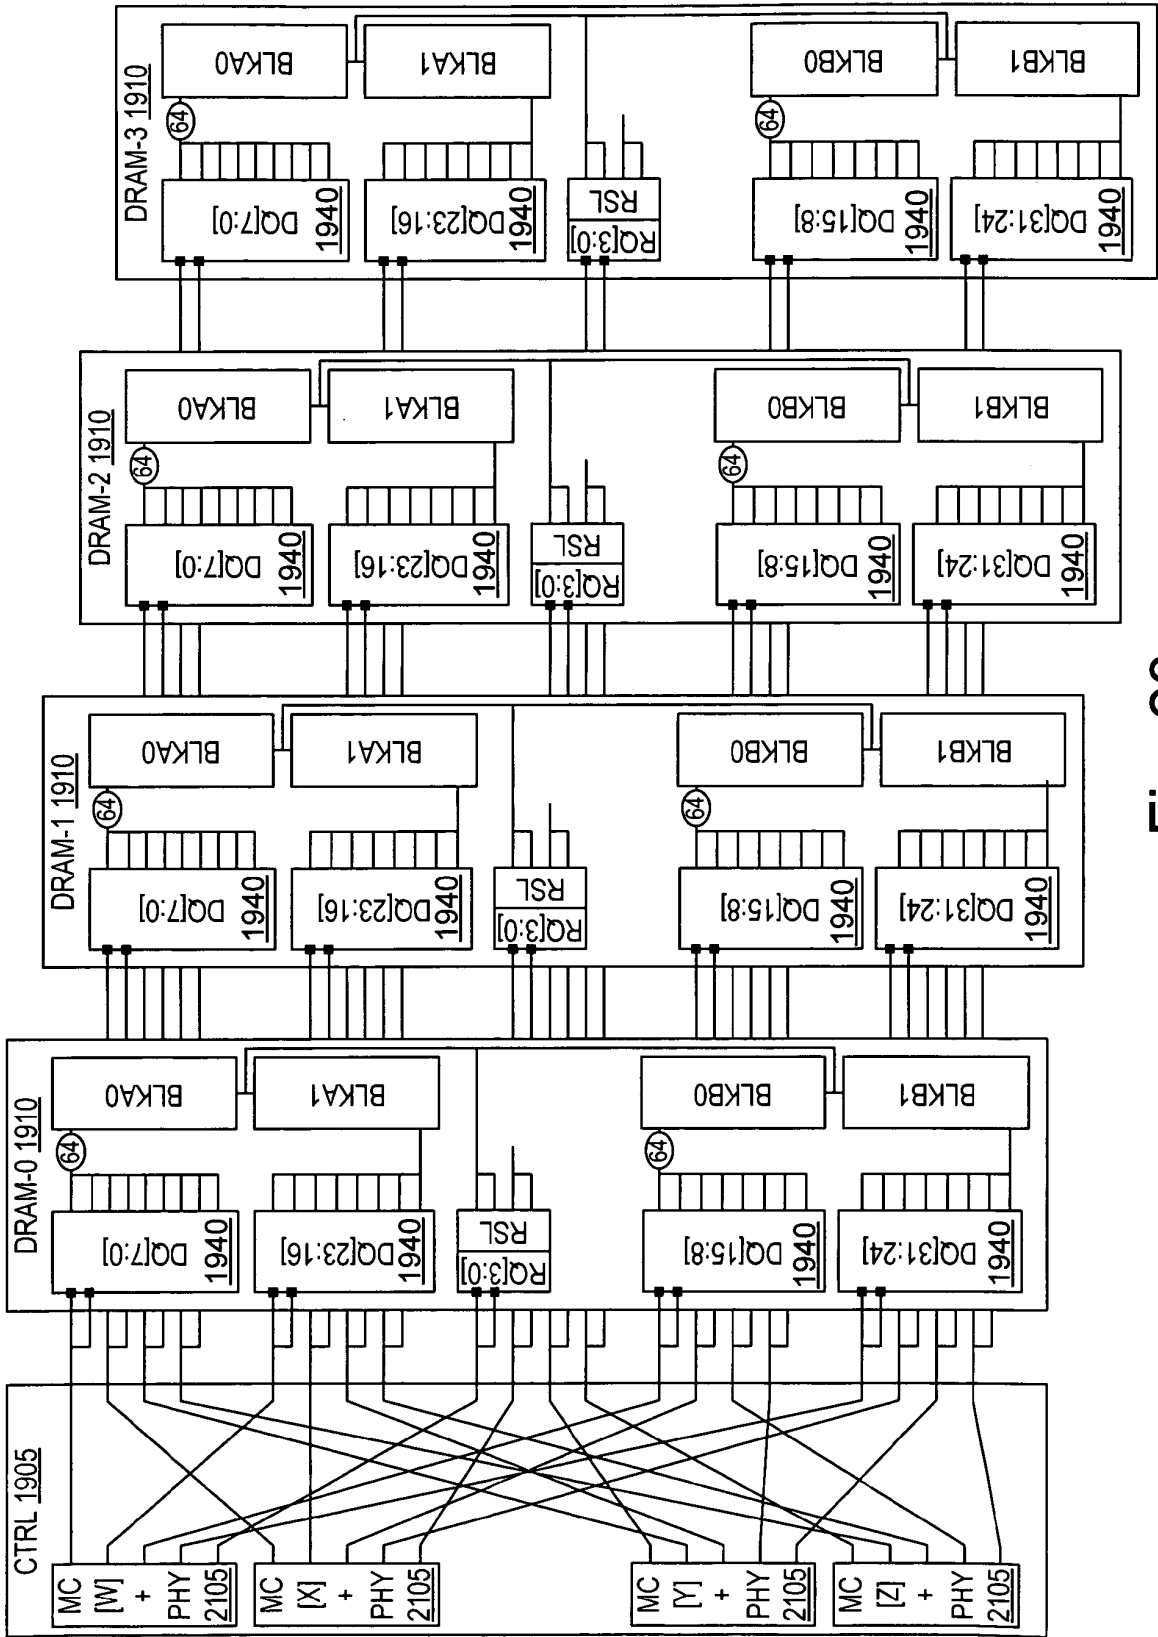 DRAM-3 1910
BLKA0
BLKA1
BLKB0
BLKB1
64
64
DQ[7:0]
1940
DQ[23:16]
1940
RSL
RQ[3:0]
DQ[15:8]
1940
DQ[31:24]
1940
DRAM-2 1910
BLKA0
BLKA1
BLKB0
BLKB1
64
64
DQ[7:0]
1940
DQ[23:16]
1940
RSL
RQ[3:0]
DQ[15:8]
1940
DQ[31:24]
1940
DRAM-1 1910
BLKA0
BLKA1
BLKB0
BLKB1
64
64
DQ[7:0]
1940
DQ[23:16]
1940
RSL
RQ[3:0]
DQ[15:8]
1940
DQ[31:24]
1940
DRAM-0 1910
BLKA0
BLKA1
BLKB0
BLKB1
64
64
DQ[7:0]
1940
DQ[23:16]
1940
RSL
RQ[3:0]
DQ[15:8]
1940
DQ[31:24]
1940
CTRL 1905
MC
[W]
+
PHY
2105
MC
[X]
+
PHY
2105
MC
[Y]
+
PHY
2105
MC
[Z]
+
PHY
2105